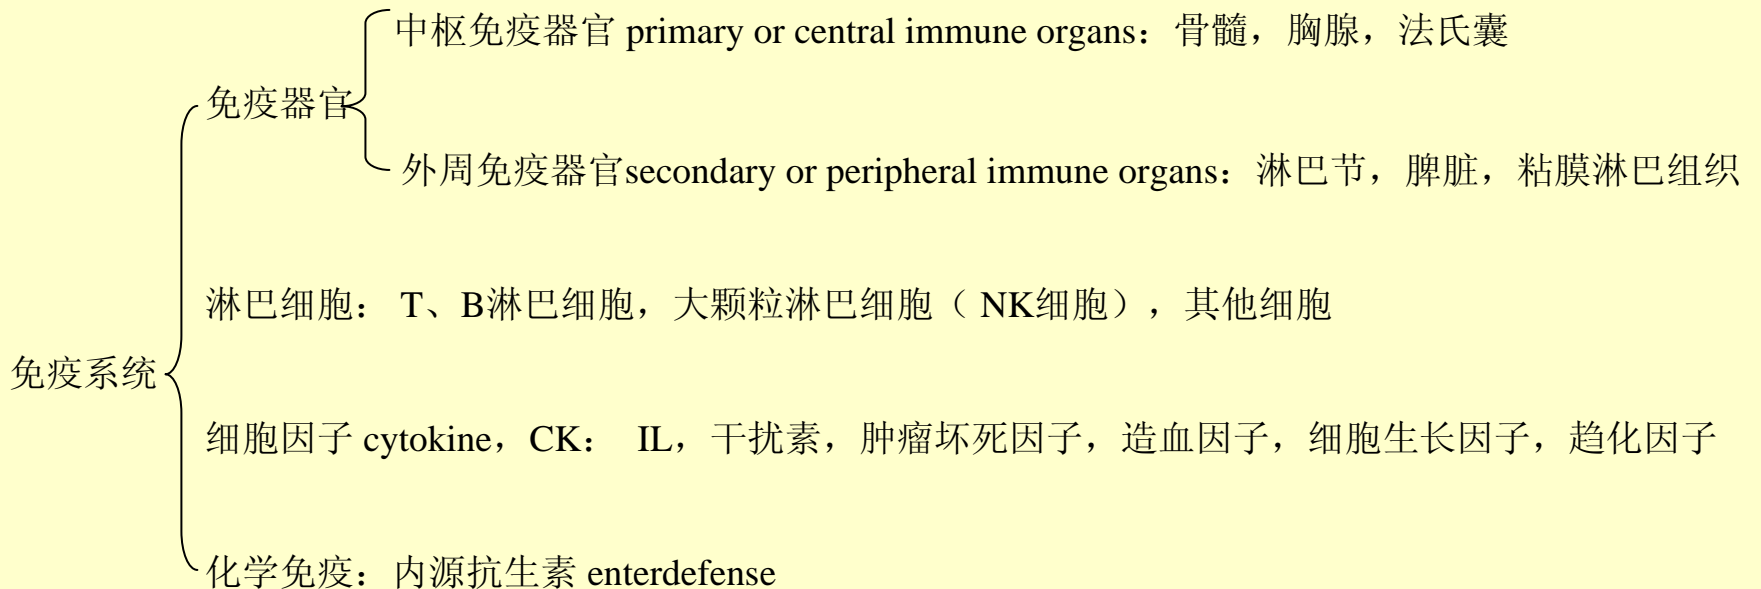 中枢免疫器官 primary or central immune organs：骨髓，胸腺，法氏囊
免疫器官
外周免疫器官secondary or peripheral immune organs：淋巴节，脾脏，粘膜淋巴组织
淋巴细胞： T、B淋巴细胞，大颗粒淋巴细胞（ NK细胞），其他细胞
免疫系统
细胞因子 cytokine，CK： IL，干扰素，肿瘤坏死因子，造血因子，细胞生长因子，趋化因子
化学免疫：内源抗生素 enterdefense